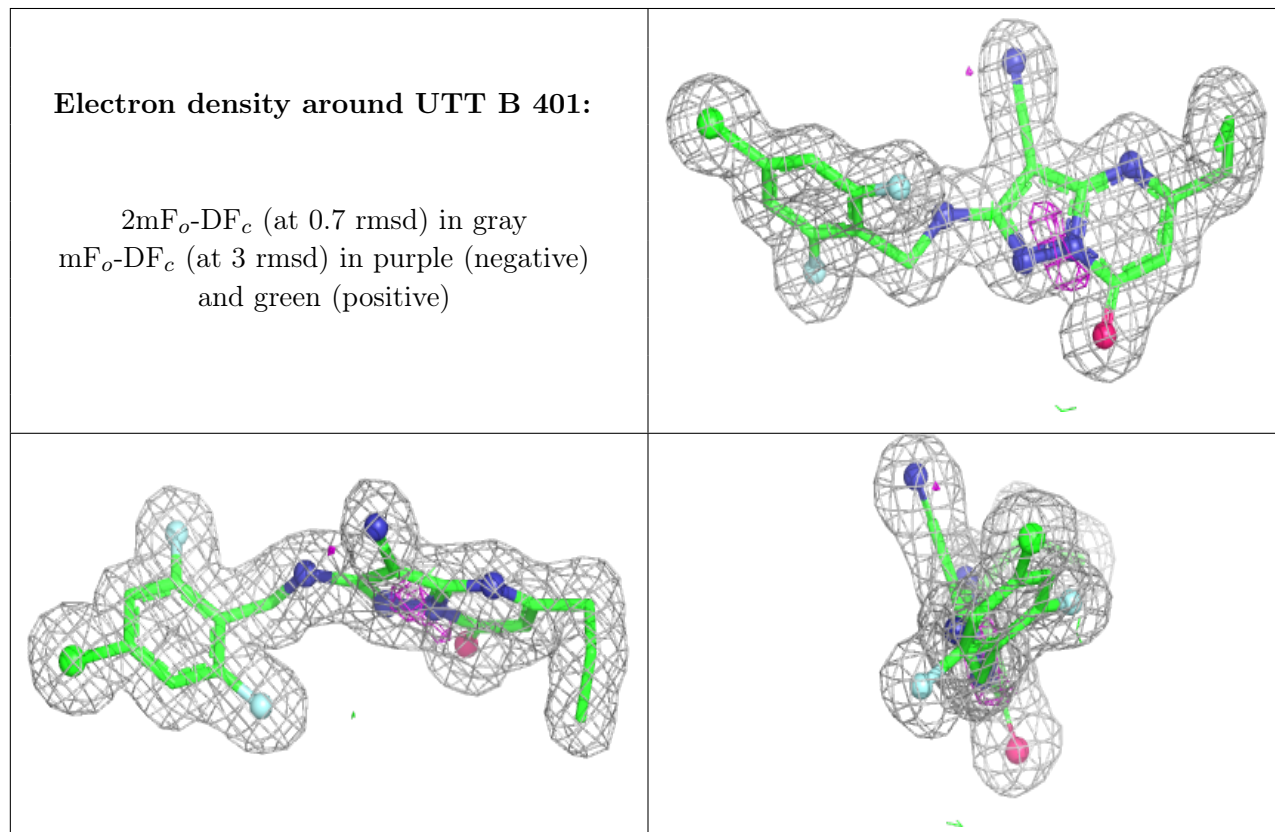 Electron density around UTT B 401:
2mFo-DFc (at 0.7 rmsd) in gray
mFo-DFc (at 3 rmsd) in purple (negative)
and green (positive)